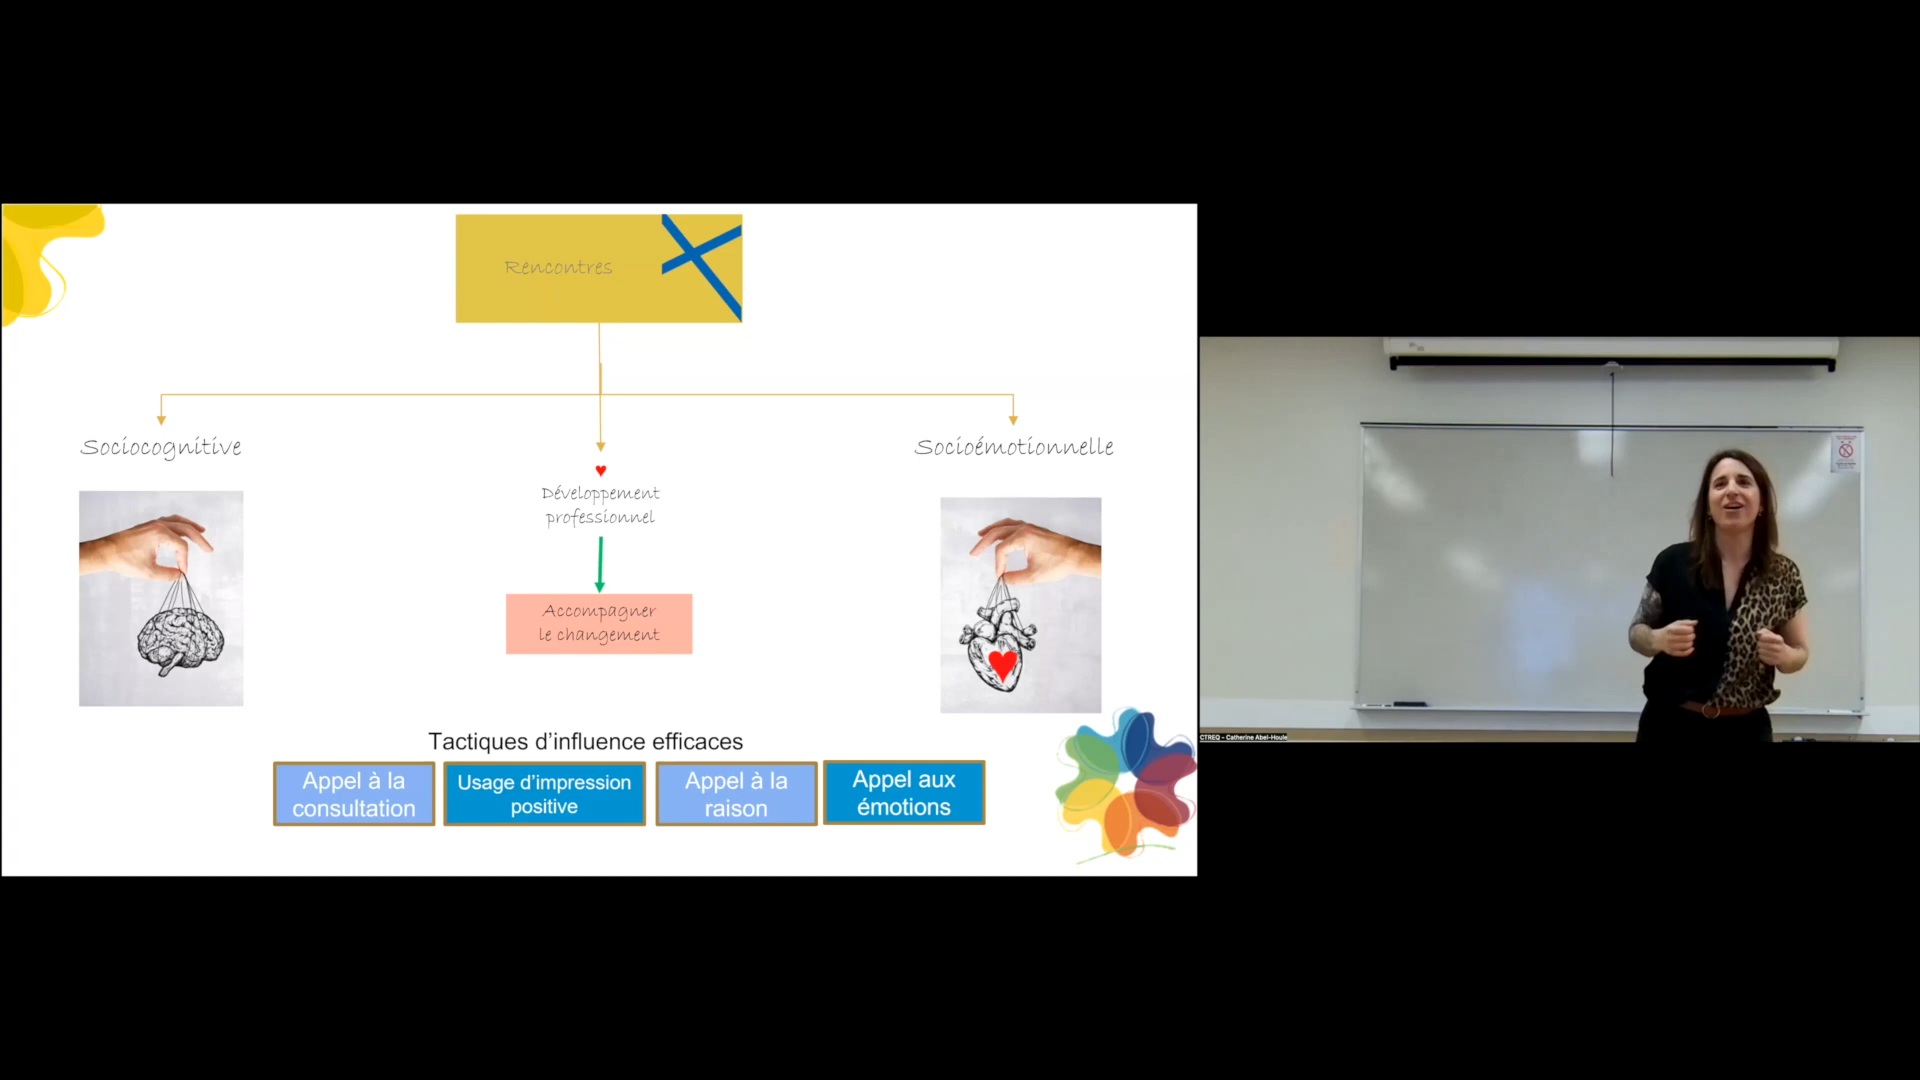 Rencontres
Sociocognitive
Socioémotionnelle
Développement
professionnel
Accompagner
le changement
Tactiques d'influence efficaces
Appel à la
consultation
Usage d'impression
positive
Appel à la
raison
Appel aux
émotions
CTREQ - Catherine Abel-Houle